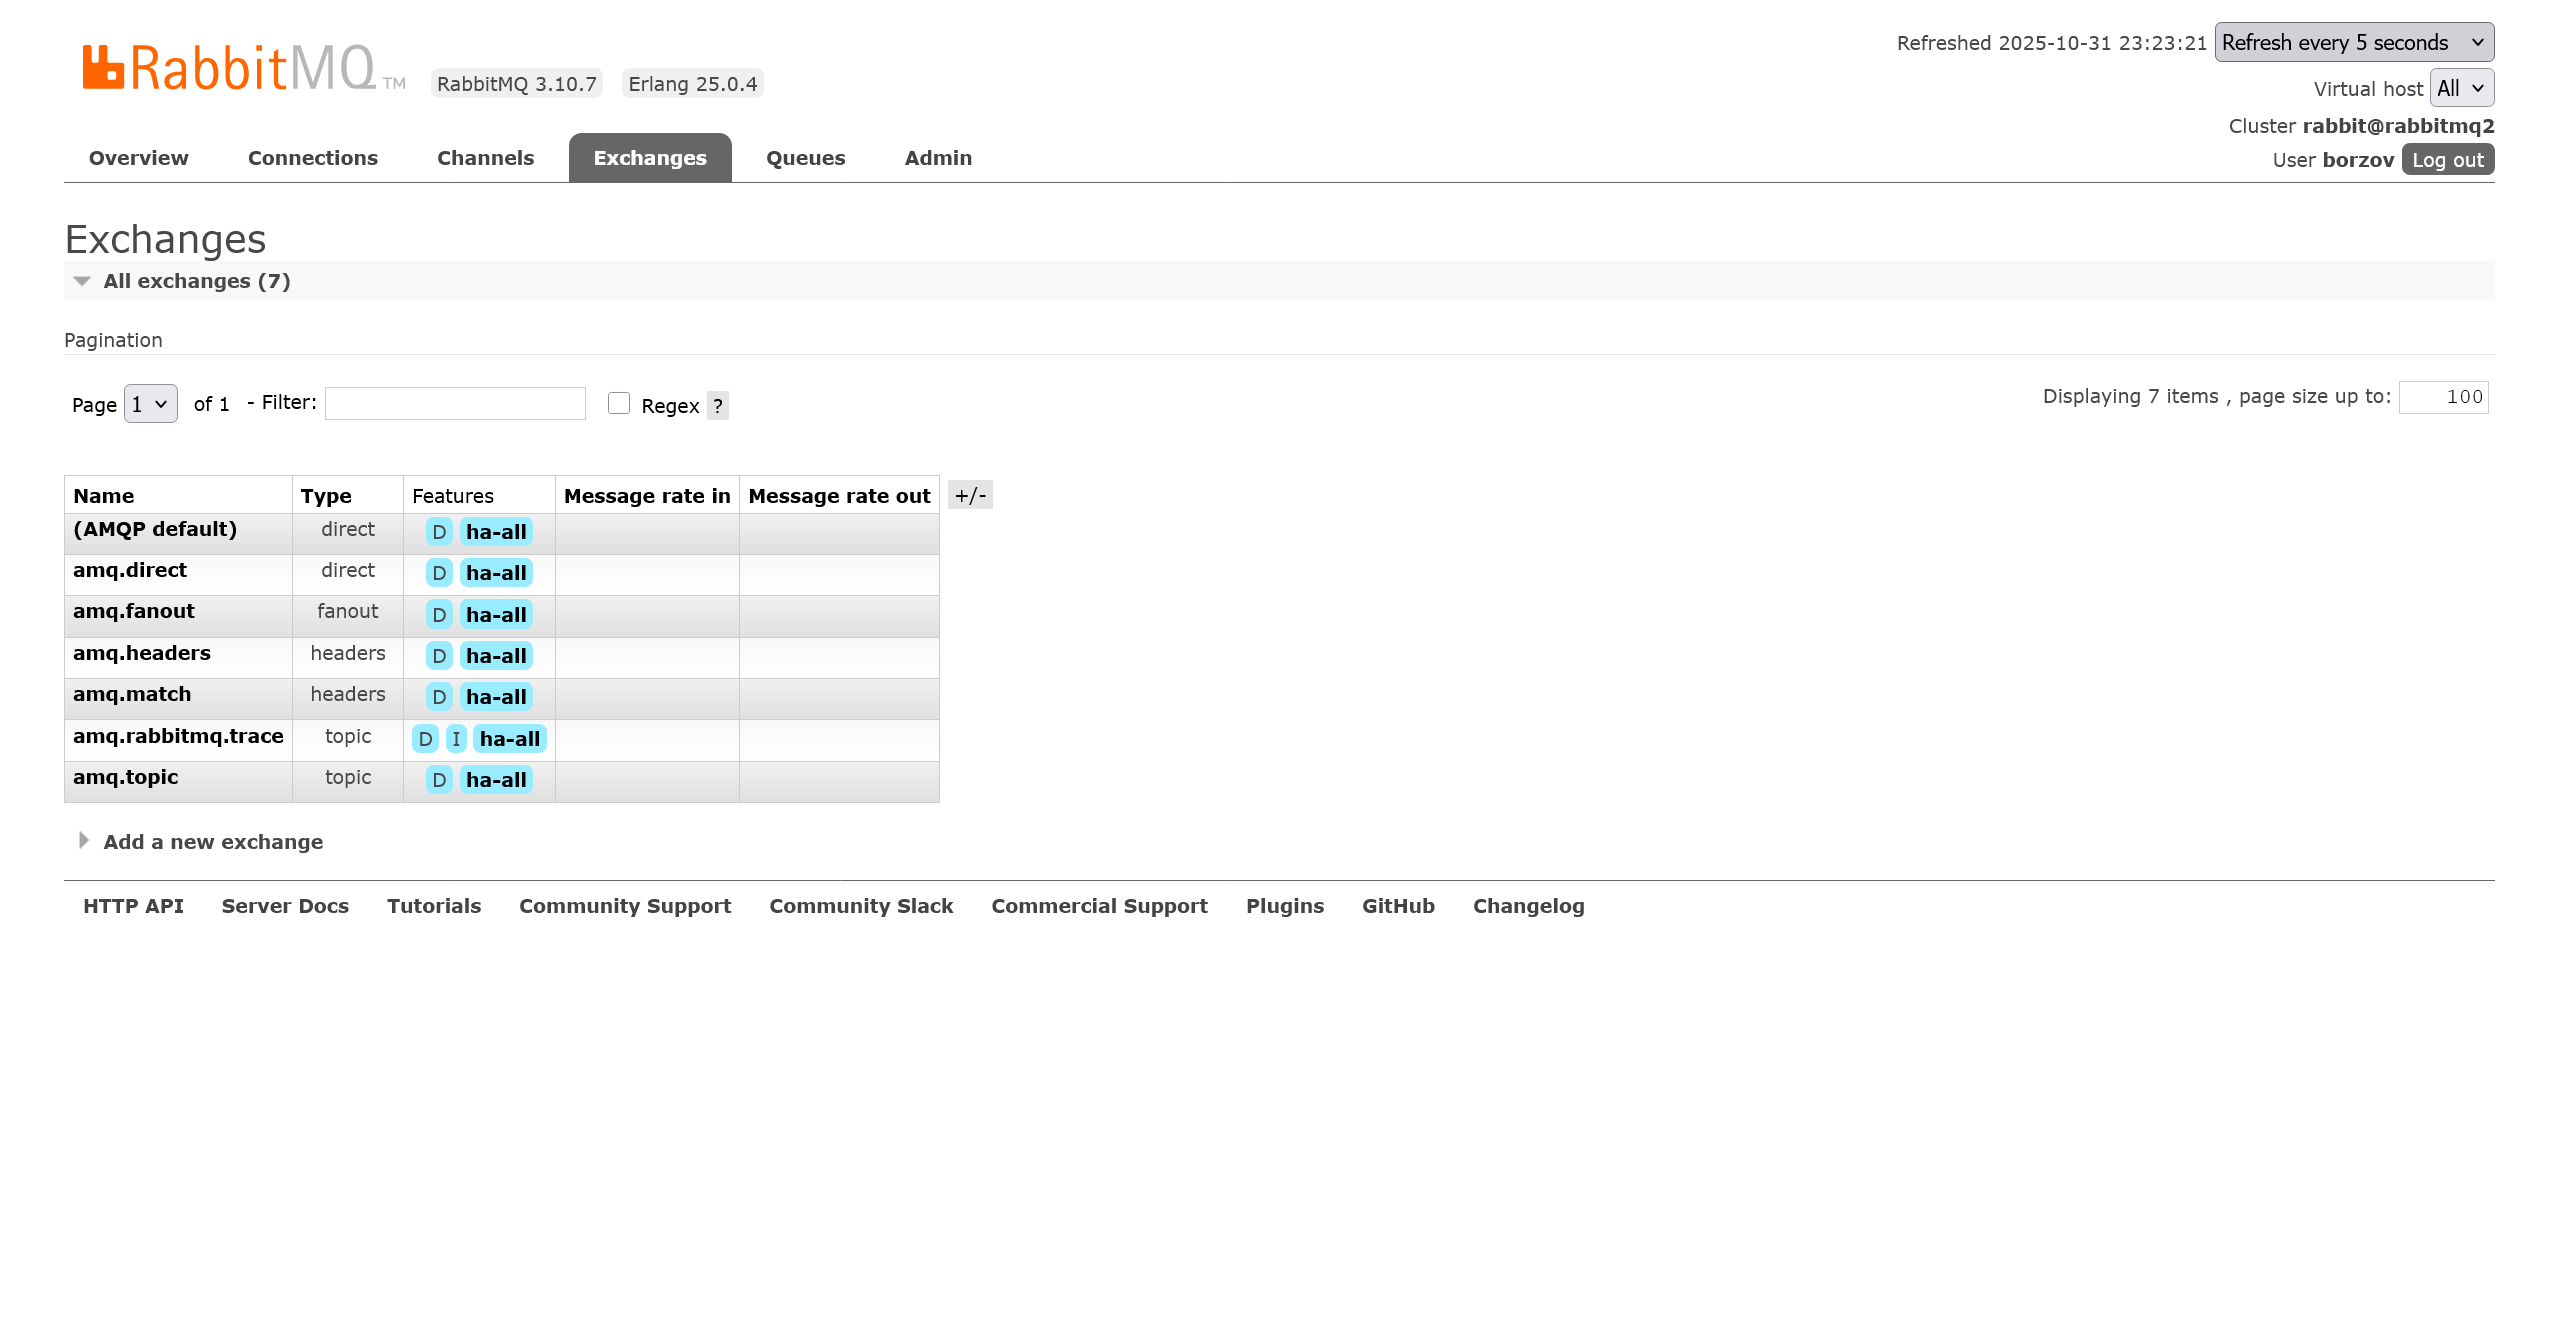 RabbitMQ TM RabbitMQ 3.10.7 Erlang 25.0.4
Refreshed 2025-10-31 23:23:21 Refresh every 5 seconds
Virtual host All
Cluster rabbit@rabbitmq2
User borzov Log out
Overview Connections Channels Exchanges Queues Admin
Exchanges
All exchanges (7)
Pagination
Page 1 of 1 - Filter: Regex ? Displaying 7 items , page size up to: 100
Name Type Features Message rate in Message rate out +/-
(AMQP default) direct D ha-all
amq.direct direct D ha-all
amq.fanout fanout D ha-all
amq.headers headers D ha-all
amq.match headers D ha-all
amq.rabbitmq.trace topic D I ha-all
amq.topic topic D ha-all
Add a new exchange
HTTP API Server Docs Tutorials Community Support Community Slack Commercial Support Plugins GitHub Changelog